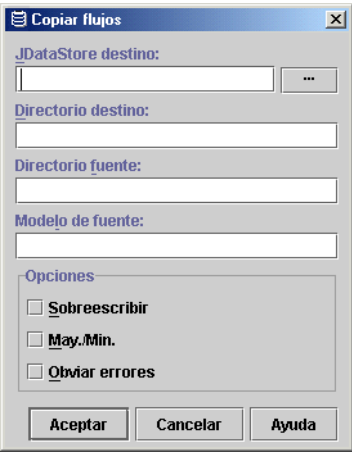 Copiar flujos
JDataStore destino:
...
Directorio destino:
Directorio fuente:
Modelo de fuente:
Opciones
Sobreescribir
May./Min.
Obviar errores
Aceptar Cancelar Ayuda